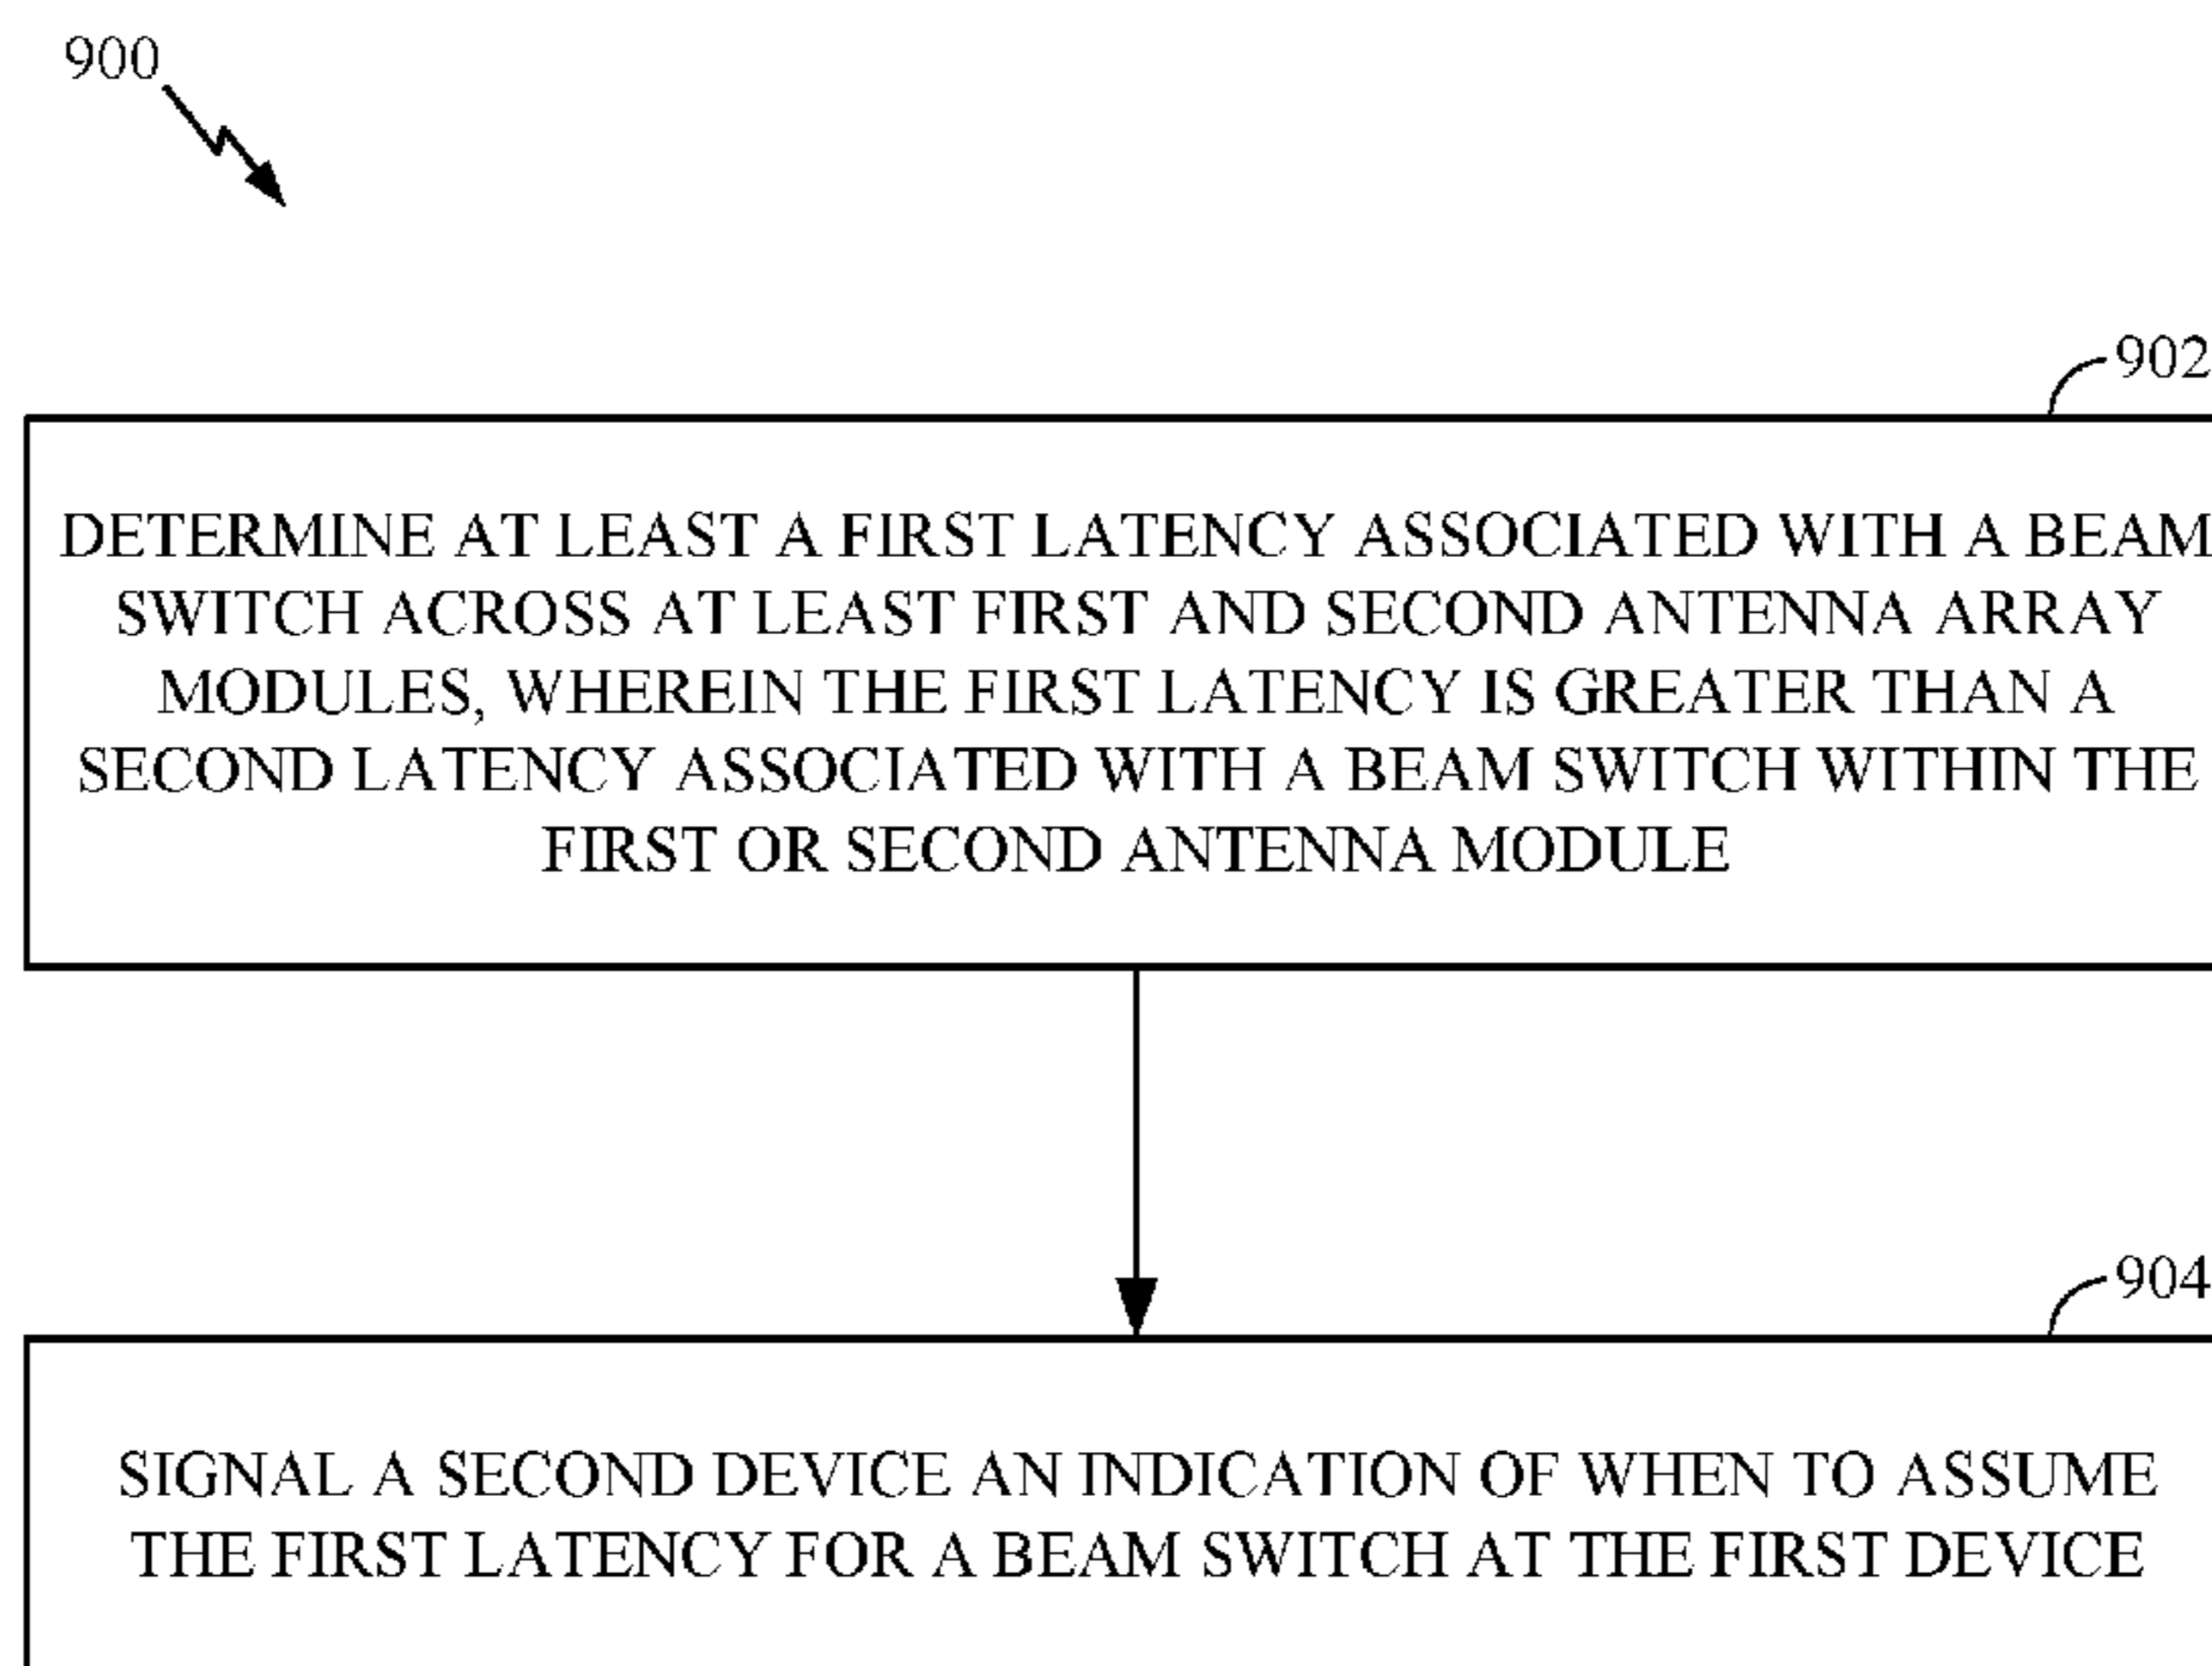 900
902
DETERMINE AT LEAST A FIRST LATENCY ASSOCIATED WITH A BEAM
SWITCH ACROSS AT LEAST FIRST AND SECOND ANTENNA ARRAY
MODULES, WHEREIN THE FIRST LATENCY IS GREATER THAN A
SECOND LATENCY ASSOCIATED WITH A BEAM SWITCH WITHIN THE
FIRST OR SECOND ANTENNA MODULE
904
SIGNAL A SECOND DEVICE AN INDICATION OF WHEN TO ASSUME
THE FIRST LATENCY FOR A BEAM SWITCH AT THE FIRST DEVICE